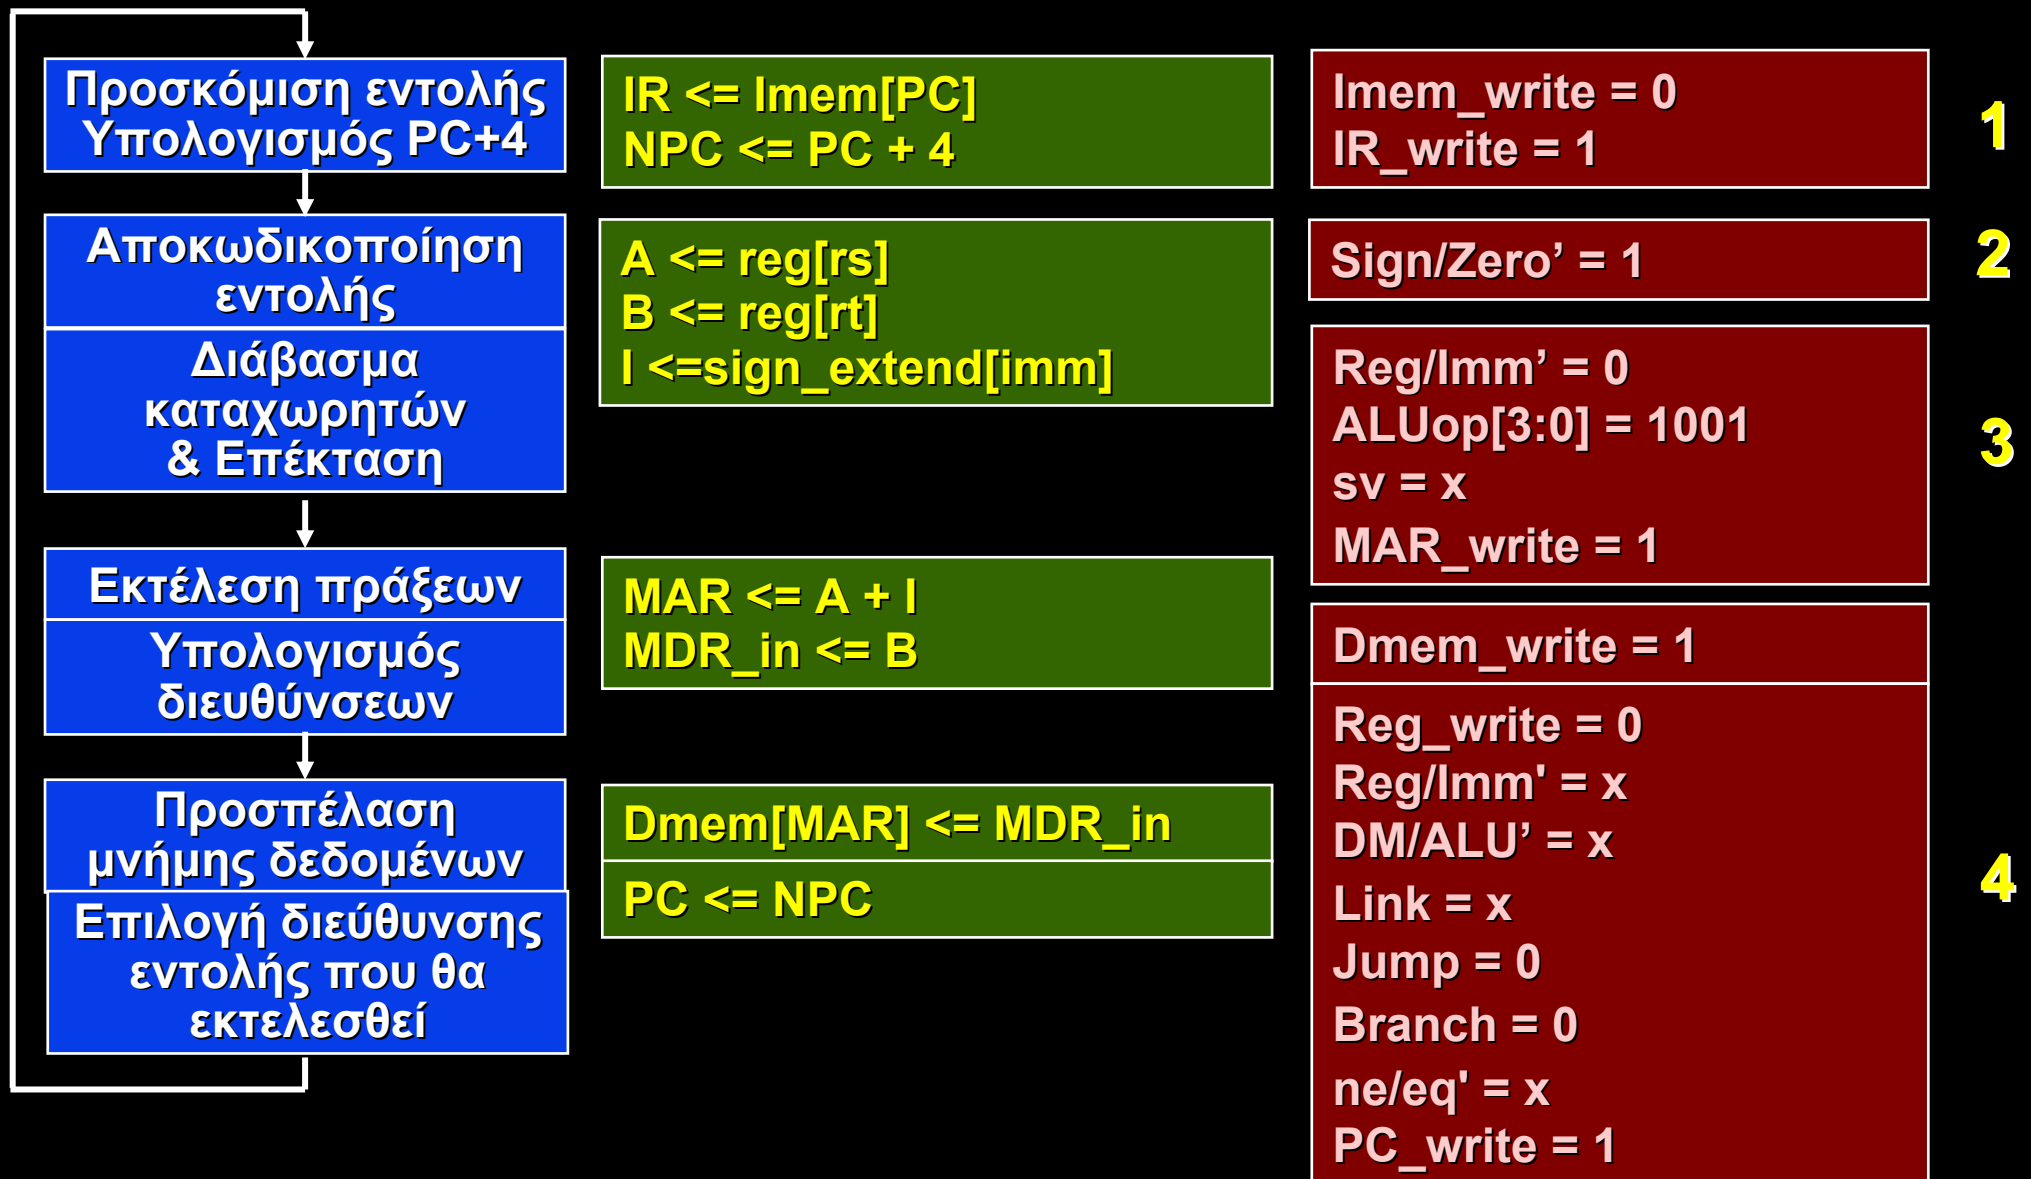 Προσκόμιση εντολής
Υπολογισμός PC+4
IR <= Imem[PC]
NPC <= PC + 4
Imem_write = 0
IR_write = 1
1
Αποκωδικοποίηση
εντολής
Διάβασμα
καταχωρητών
& Επέκταση
A <= reg[rs]
B <= reg[rt]
I <=sign_extend[imm]
Sign/Zero’ = 1
2
Reg/Imm’ = 0
ALUop[3:0] = 1001
sv = x
MAR_write = 1
3
Εκτέλεση πράξεων
Υπολογισμός
διευθύνσεων
MAR <= A + I
MDR_in <= B
Προσπέλαση
μνήμης δεδομένων
Επιλογή διεύθυνσης
εντολής που θα
εκτελεσθεί
Dmem[MAR] <= MDR_in
PC <= NPC
Dmem_write = 1
Reg_write = 0
Reg/Imm' = x
DM/ALU’ = x
Link = x
Jump = 0
Branch = 0
ne/eq' = x
PC_write = 1
4